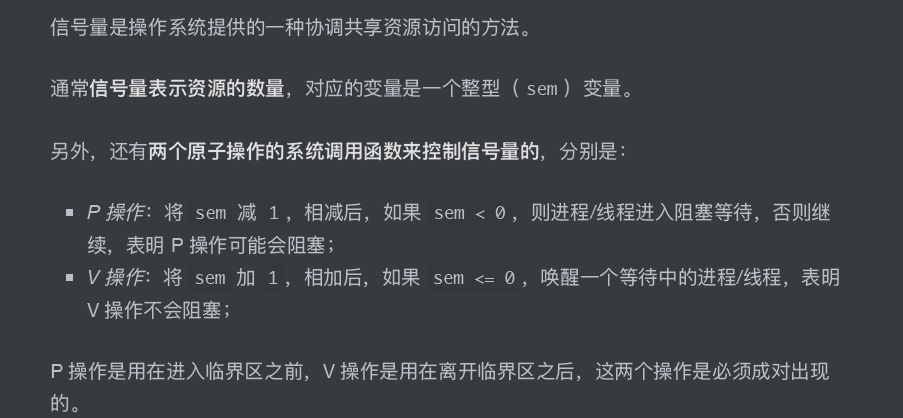 信号量是操作系统提供的一种协调共享资源访问的方法。
通常信号量表示资源的数量，对应的变量是一个整型（ sem ）变量。
另外，还有两个原子操作的系统调用函数来控制信号量的，分别是：
▪ P 操作：将 sem 减 1 ，相减后，如果 sem < 0 ，则进程/线程进入阻塞等待，否则继
续，表明 P 操作可能会阻塞；
▪ V 操作：将 sem 加 1 ，相加后，如果 sem <= 0 ，唤醒一个等待中的进程/线程，表明
V 操作不会阻塞；
P 操作是用在进入临界区之前，V 操作是用在离开临界区之后，这两个操作是必须成对出现
的。